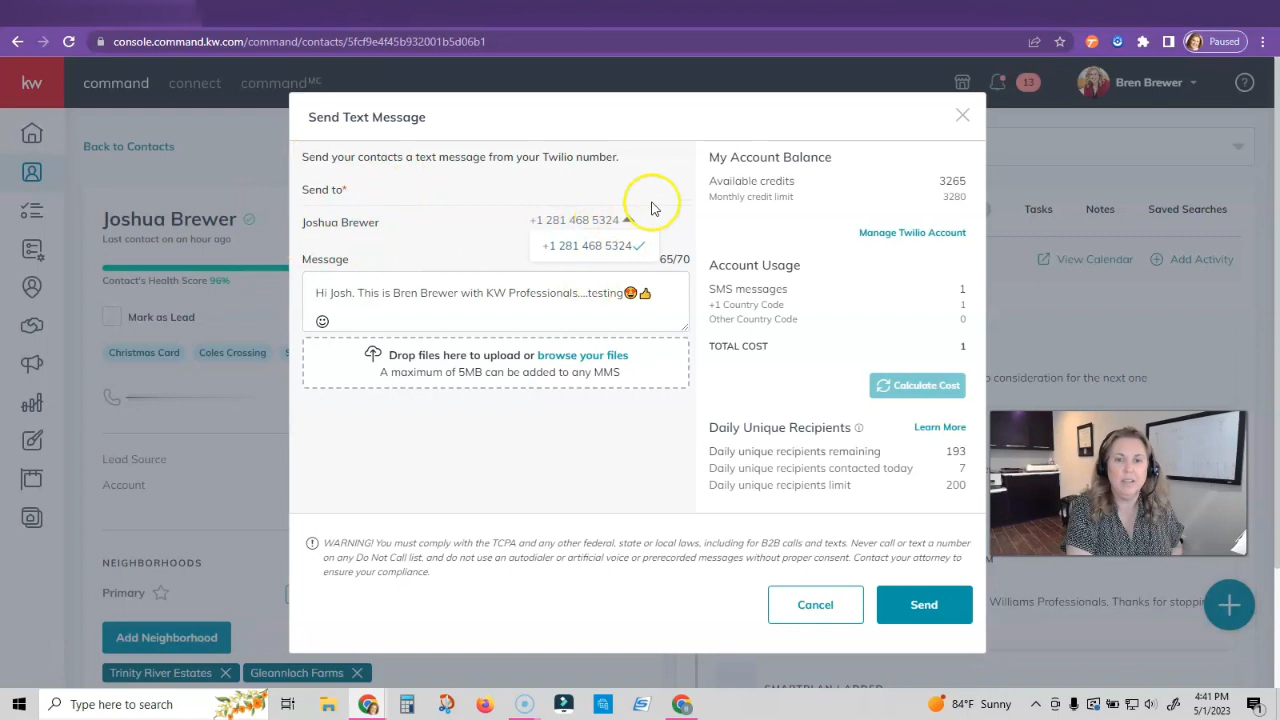 console.command.kw.com/command/contacts/5fcf9e4f45b932001b5d06b1
Paused
kw
command
connect
command MC
13
Bren Brewer
Back to Contacts
Joshua Brewer
Last contact on an hour ago
Contact's Health Score 96%
Mark as Lead
Christmas Card
Coles Crossing
S
Lead Source
Account
NEIGHBORHOODS
Primary
Add Neighborhood
Trinity River Estates
Gleannloch Farms
Send Text Message
Send your contacts a text message from your Twilio number.
Send to*
Joshua Brewer
+1 281 468 5324
+1 281 468 5324
Message
65/70
Hi Josh. This is Bren Brewer with KW Professionals....testing😍👍
Drop files here to upload or browse your files
A maximum of 5MB can be added to any MMS
My Account Balance
Available credits 3265
Monthly credit limit 3280
Manage Twilio Account
Account Usage
SMS messages 1
+1 Country Code 1
Other Country Code 0
TOTAL COST 1
Calculate Cost
Daily Unique Recipients
Learn More
Daily unique recipients remaining 193
Daily unique recipients contacted today 7
Daily unique recipients limit 200
WARNING! You must comply with the TCPA and any other federal, state or local laws, including for B2B calls and texts. Never call or text a number
on any Do Not Call list, and do not use an autodialer or artificial voice or prerecorded messages without proper consent. Contact your attorney to
ensure your compliance.
Cancel
Send
Tasks
Notes
Saved Searches
View Calendar
Add Activity
o consideration for the next one
Williams Professionals. Thanks for stoppi
SMARTPLAN LADDER
Type here to search
84°F Sunny
4:41 PM
5/1/2023
1